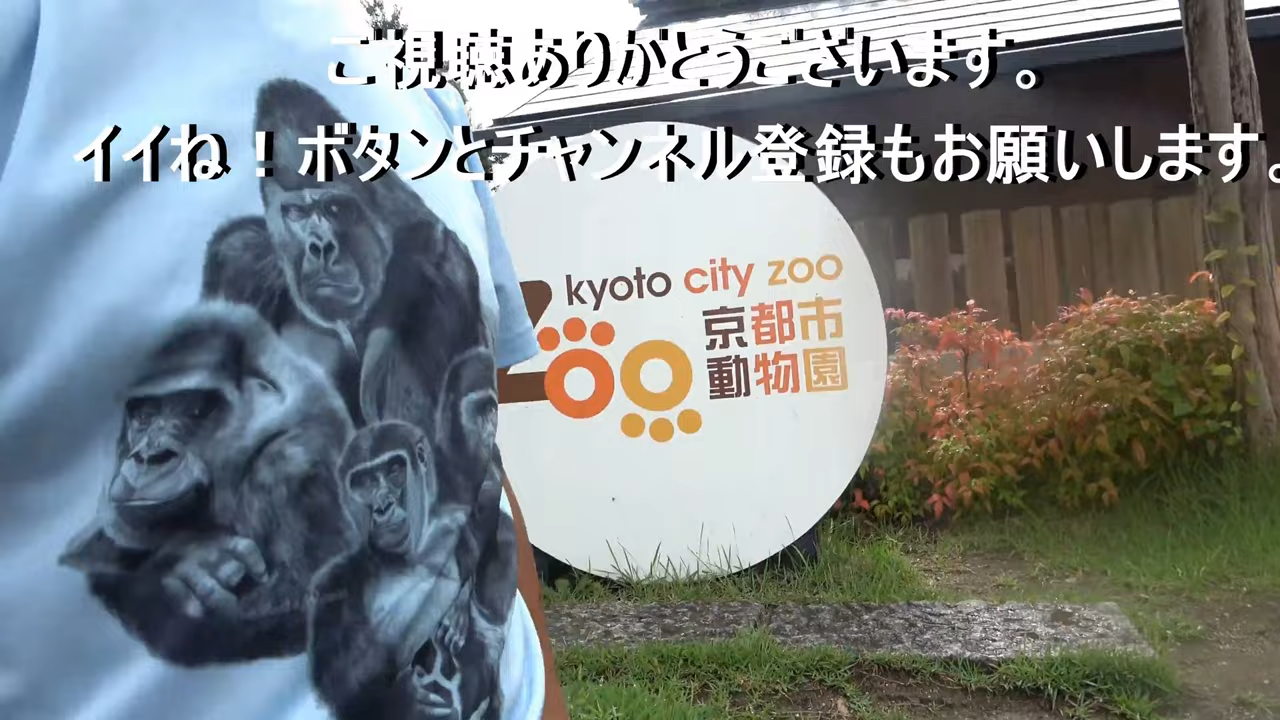 ご視聴ありがとうございます。
イイね！ボタンとチャンネル登録もお願いします。
kyoto city zoo
京都市
動物園